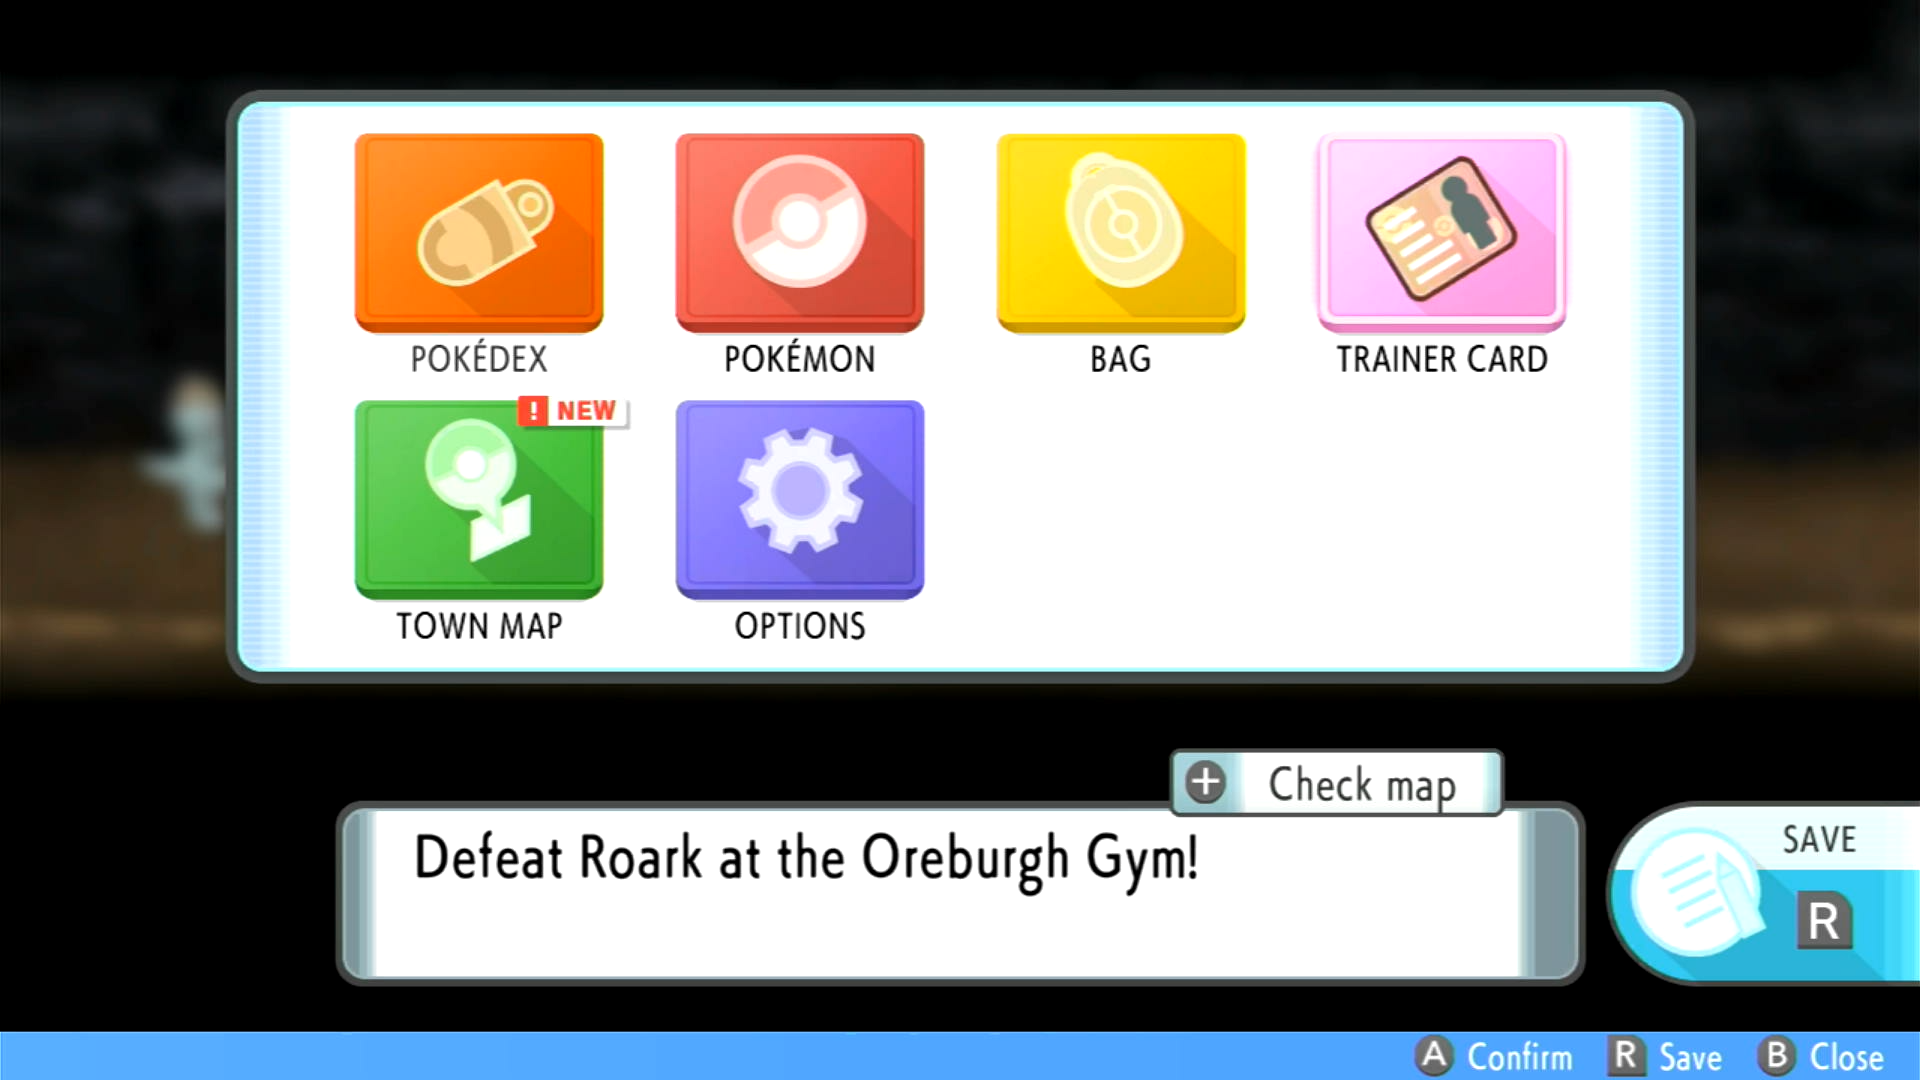 POKÉDEX
POKÉMON
BAG
TRAINER CARD
! NEW
TOWN MAP
OPTIONS
+ Check map
Defeat Roark at the Oreburgh Gym!
SAVE
R
A Confirm R Save B Close